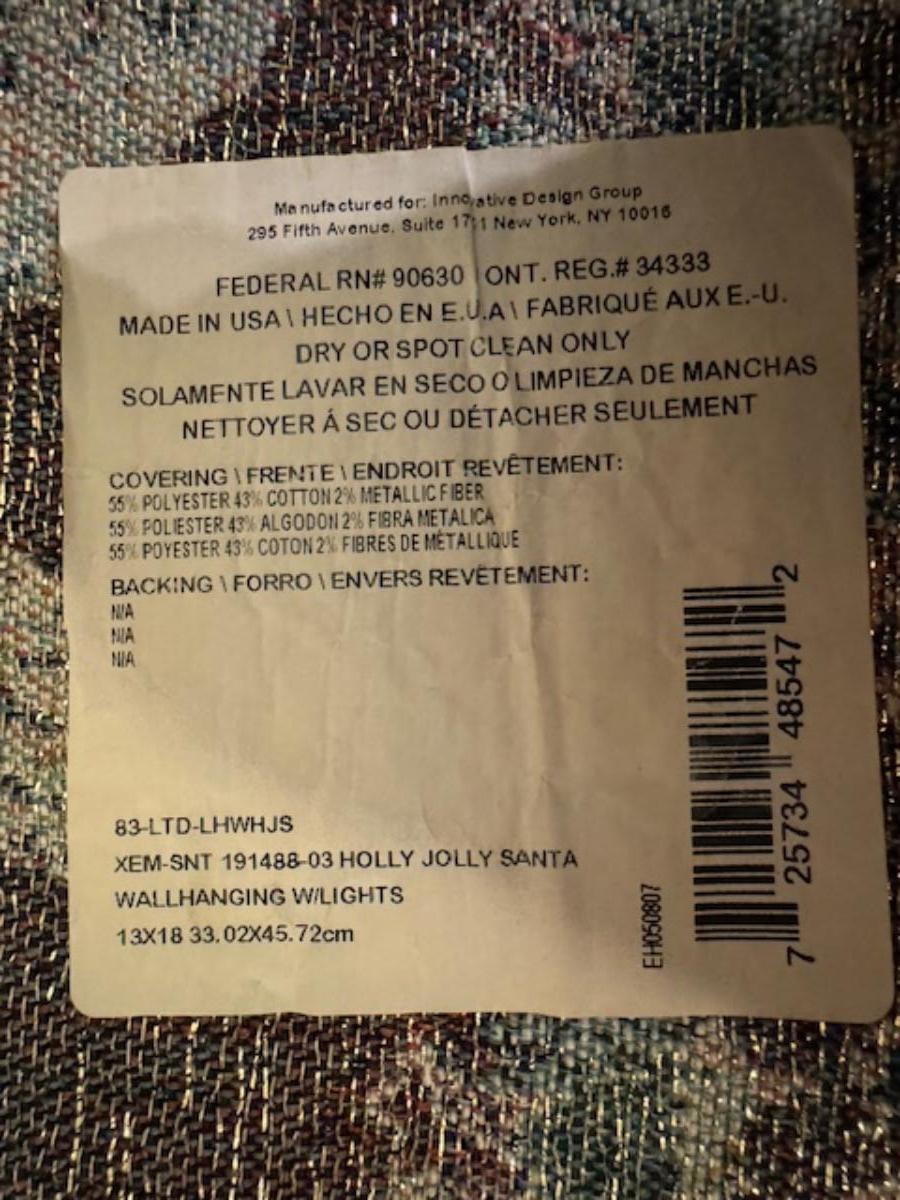 Manufactured for: Innovative Design Group
295 Fifth Avenue, Suite 1711 New York, NY 10016
FEDERAL RN# 90630 ONT. REG.# 34333
MADE IN USA \ HECHO EN E.U.A \ FABRIQUÉ AUX E.-U.
DRY OR SPOT CLEAN ONLY
SOLAMENTE LAVAR EN SECO O LIMPIEZA DE MANCHAS
NETTOYER Á SEC OU DÉTACHER SEULEMENT
COVERING \ FRENTE \ ENDROIT REVÊTEMENT:
55% POLYESTER 43% COTTON 2% METALLIC FIBER
55% POLIESTER 43% ALGODON 2% FIBRA METALICA
55% POYESTER 43% COTON 2% FIBRES DE MÉTALLIQUE
BACKING \ FORRO \ ENVERS REVÊTEMENT:
N/A
N/A
N/A
83-LTD-LHWHJS
XEM-SNT 191488-03 HOLLY JOLLY SANTA
WALLHANGING W/LIGHTS
13X18 33.02X45.72cm
EH050807
7 25734 48547 2